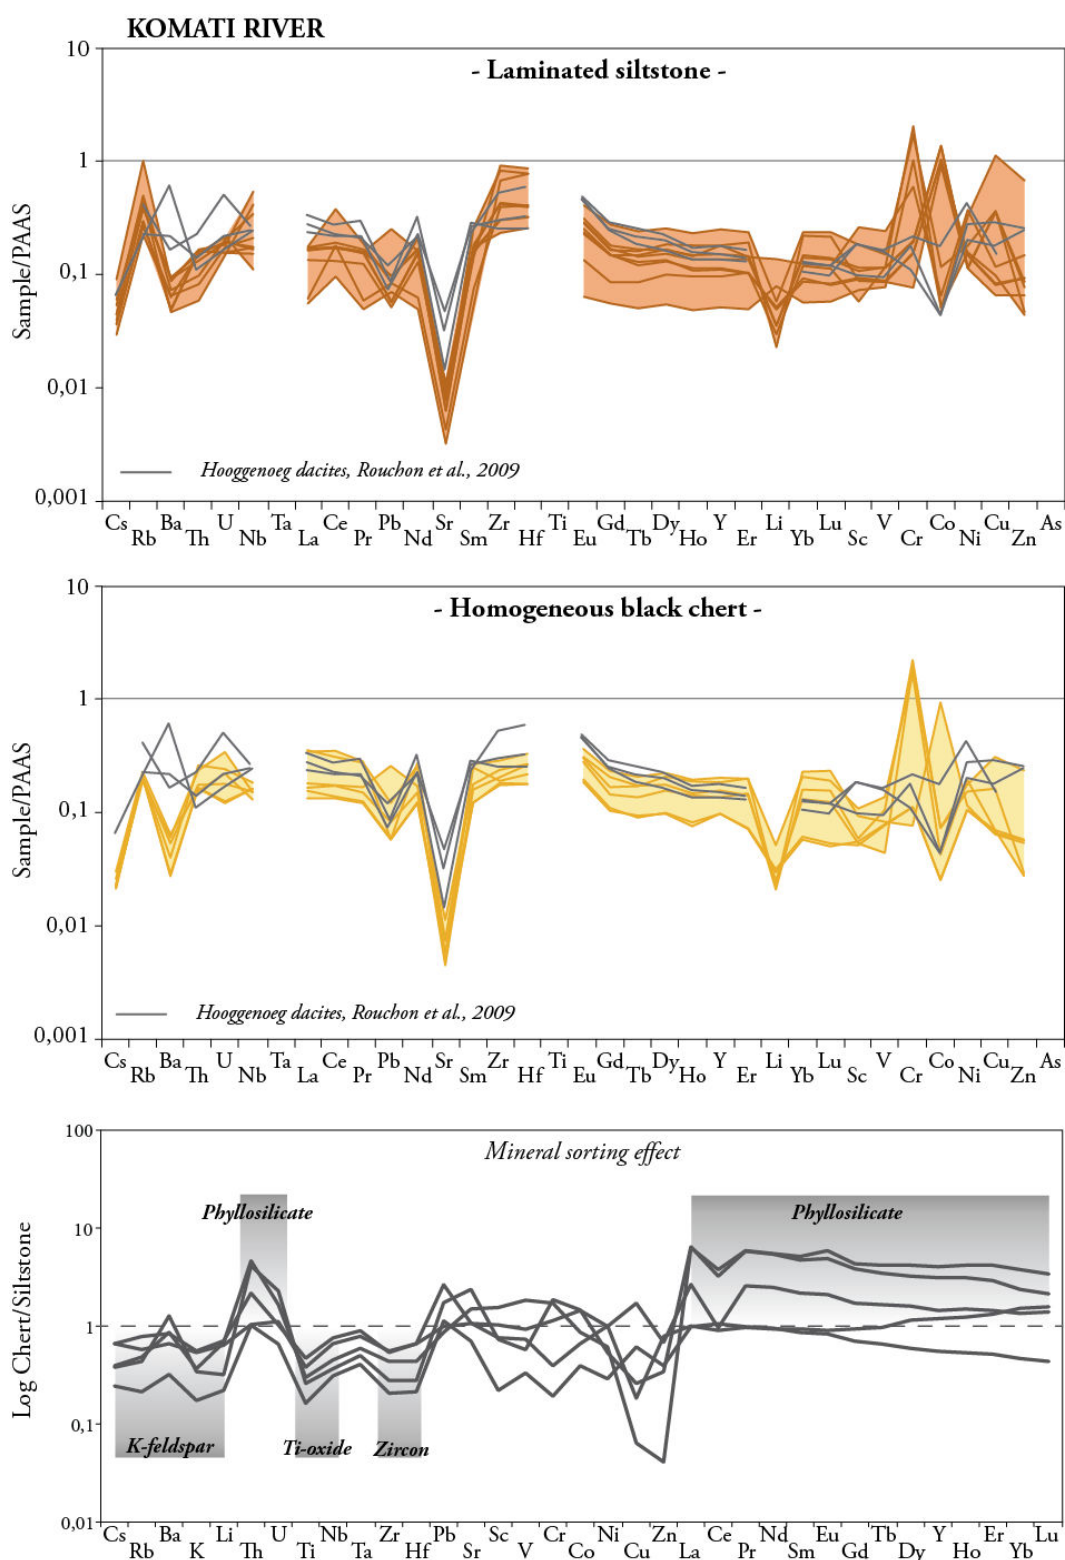 KOMATI RIVER
- Laminated siltstone -
10
1
0,1
0,01
0,001
Sample/PAAS
Hooggenoeg dacites, Rouchon et al., 2009
Cs Rb Ba Th U Nb Ta La Ce Pr Pb Nd Sr Sm Zr Hf Ti Eu Gd Tb Dy Ho Y Er Li Yb Lu Sc V Cr Co Ni Cu Zn As
- Homogeneous black chert -
10
1
0,1
0,01
0,001
Sample/PAAS
Hooggenoeg dacites, Rouchon et al., 2009
Cs Rb Ba Th U Nb Ta La Ce Pr Pb Nd Sr Sm Zr Hf Ti Eu Gd Tb Dy Ho Y Er Li Yb Lu Sc V Cr Co Ni Cu Zn As
Mineral sorting effect
100
10
1
0,1
0,01
Log Chert/Siltstone
Phyllosilicate
Phyllosilicate
K-feldspar
Ti-oxide
Zircon
Cs Rb Ba K Li Th U Ti Nb Ta Zr Hf Pb Sr Sc V Cr Co Ni Cu Zn La Ce Pr Nd Sm Eu Gd Tb Dy Y Ho Er Yb Lu